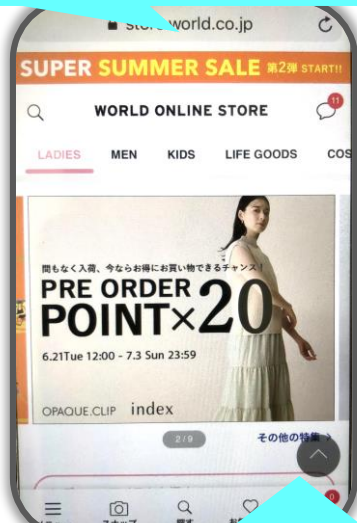 world.co.jp
SUPER SUMMER SALE 第2弾 START!!
WORLD ONLINE STORE
11
LADIES MEN KIDS LIFE GOODS COS
間もなく入荷、今ならお得にお買い物できるチャンス!
PRE ORDER
POINT×20
6.21Tue 12:00 - 7.3 Sun 23:59
OPAQUE.CLIP index
2/9
その他の特集
0